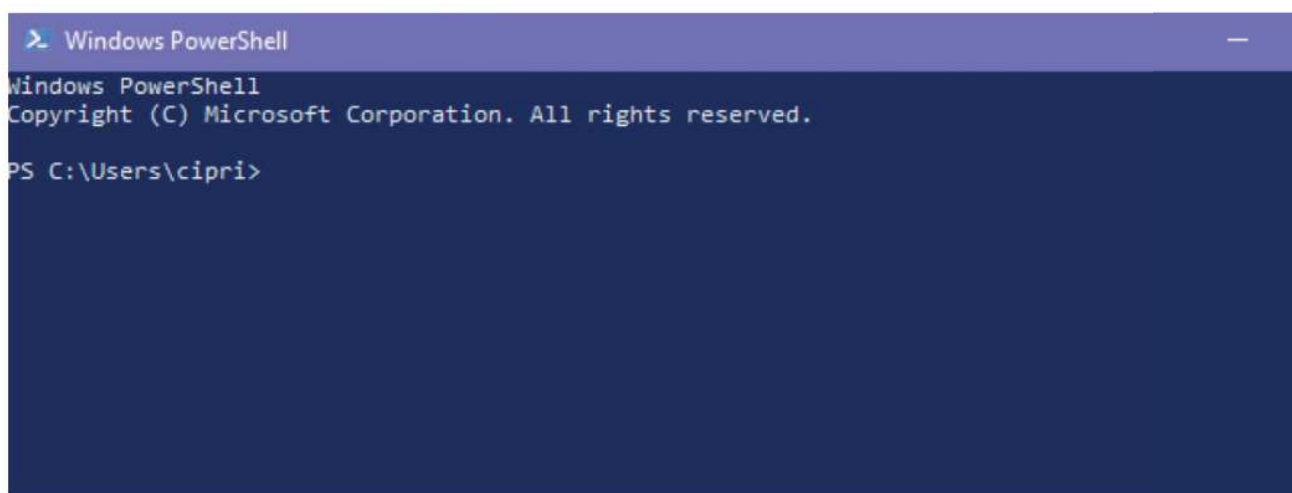 Windows PowerShell
Windows PowerShell
Copyright (C) Microsoft Corporation. All rights reserved.
PS C:\Users\cipri>